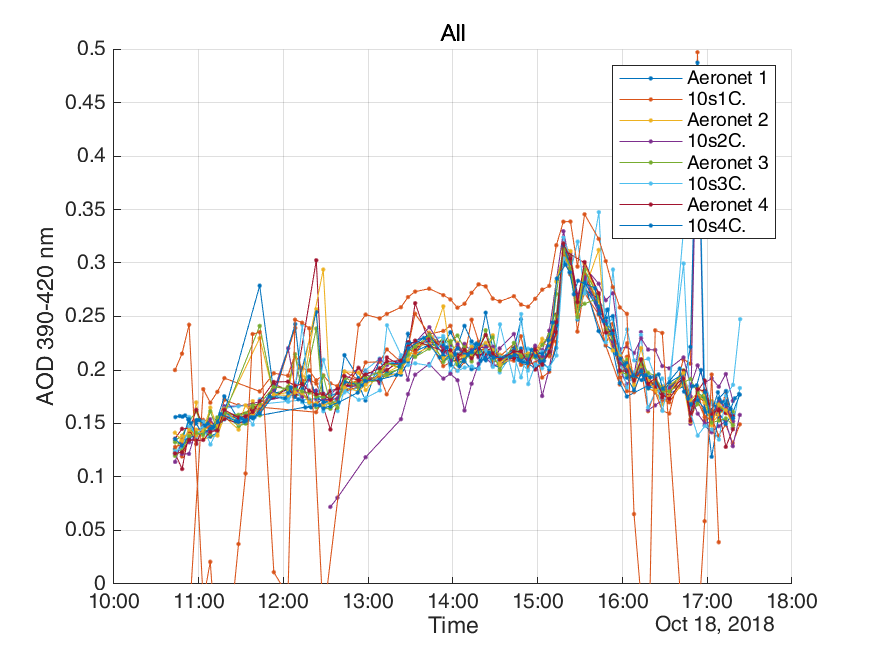 All
0.5
0.45
0.4
0.35
0.3
0.25
0.2
0.15
0.1
0.05
0
AOD 390-420 nm
Aeronet 1
10s1C.
Aeronet 2
10s2C.
Aeronet 3
10s3C.
Aeronet 4
10s4C.
10:00 11:00 12:00 13:00 14:00 15:00 16:00 17:00 18:00
Time
Oct 18, 2018